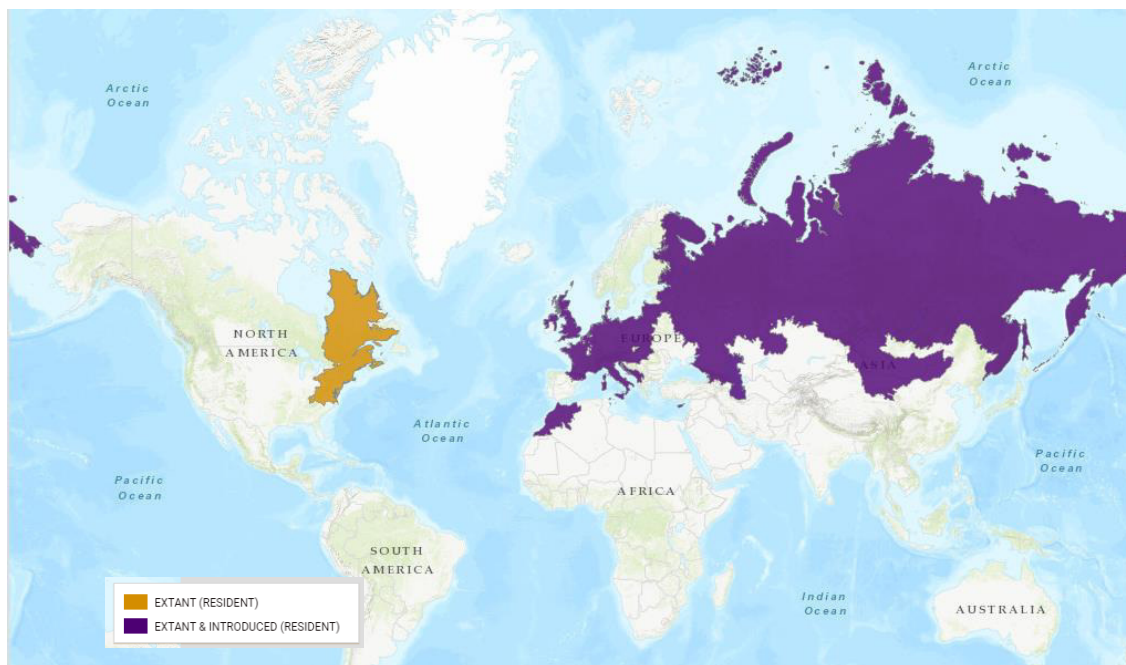 Arctic
Ocean
Arctic
Ocean
NORTH
AMERICA
EUROPE
ASIA
Atlantic
Ocean
Pacific
Ocean
Pacific
Ocean
AFRICA
SOUTH
AMERICA
Indian
Ocean
AUSTRALIA
EXTANT (RESIDENT)
EXTANT & INTRODUCED (RESIDENT)